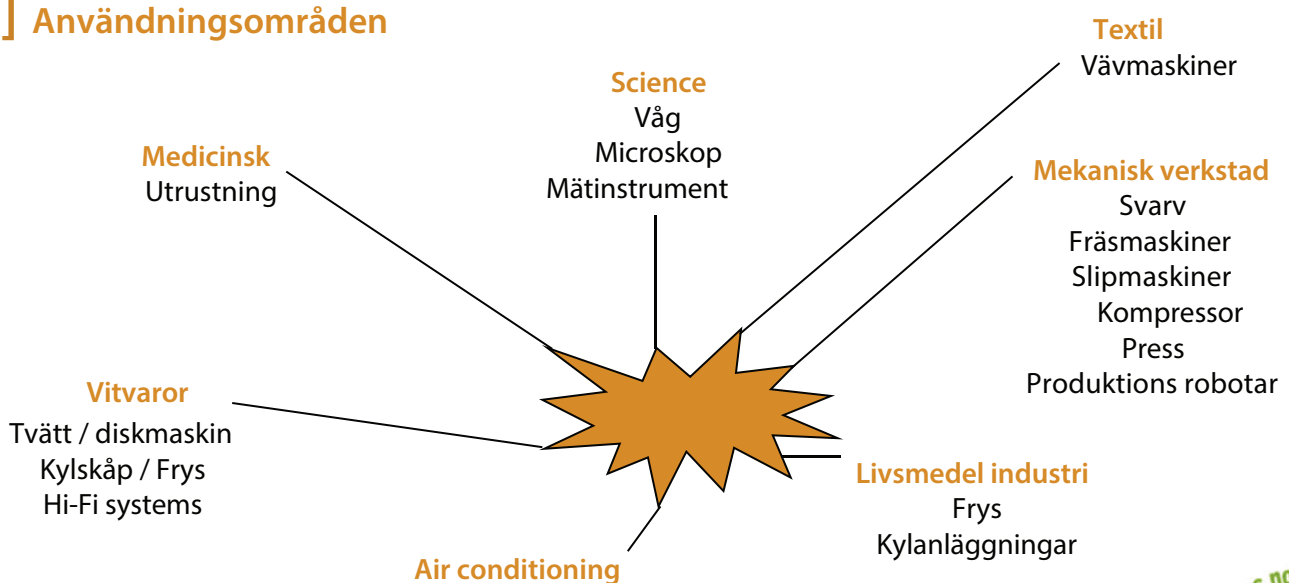 Användningsområden
Textil
Vävmaskiner
Science
Våg
Microskop
Mätinstrument
Medicinsk
Utrustning
Mekanisk verkstad
Svarv
Fräsmaskiner
Slipmaskiner
Kompressor
Press
Produktions robotar
Vitvaror
Tvätt / diskmaskin
Kylskåp / Frys
Hi-Fi systems
Livsmedel industri
Frys
Kylanläggningar
Air conditioning